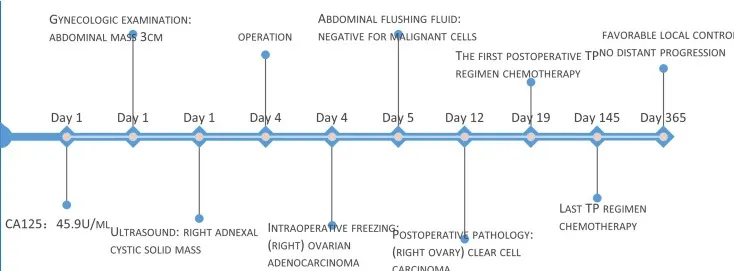 GYNECOLOGIC EXAMINATION:
ABDOMINAL MASS 3CM
OPERATION
ABDOMINAL FLUSHING FLUID:
NEGATIVE FOR MALIGNANT CELLS
THE FIRST POSTOPERATIVE TP
REGIMEN CHEMOTHERAPY
FAVORABLE LOCAL CONTROL
NO DISTANT PROGRESSION
Day 1 Day 1 Day 1 Day 4 Day 4 Day 5 Day 12 Day 19 Day 145 Day 365
CA125：45.9U/ML
ULTRASOUND: RIGHT ADNEXAL
CYSTIC SOLID MASS
INTRAOPERATIVE FREEZING:
(RIGHT) OVARIAN
ADENOCARCINOMA
POSTOPERATIVE PATHOLOGY:
(RIGHT OVARY) CLEAR CELL
CARCINOMA
LAST TP REGIMEN
CHEMOTHERAPY